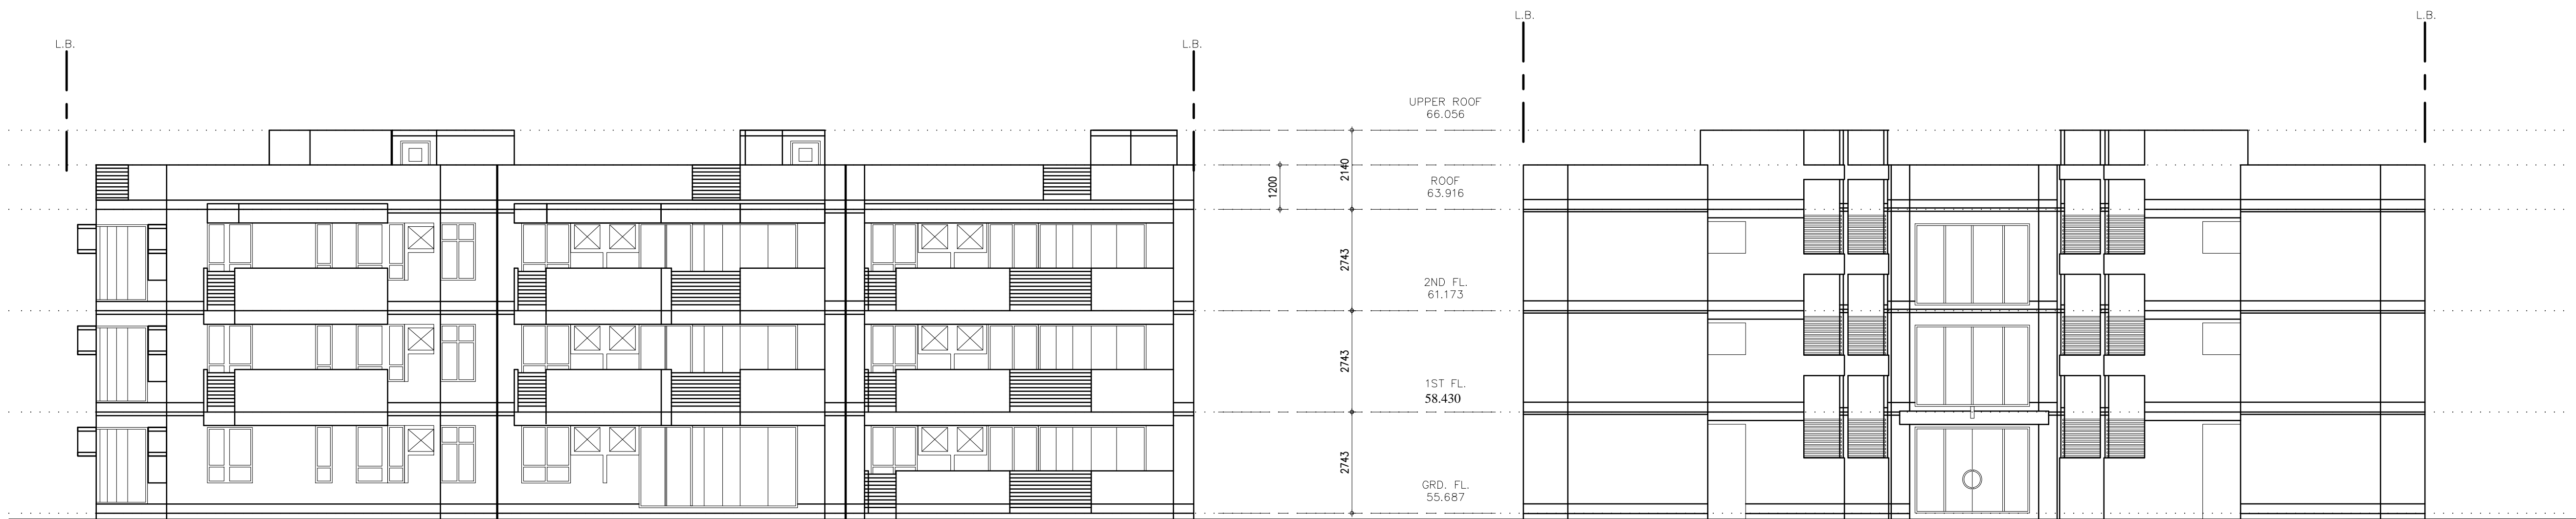 L.B.
L.B.
L.B.
L.B.
UPPER ROOF
66.056
2140
1200
ROOF
63.916
2743
2ND FL.
61.173
2743
1ST FL.
58.430
2743
GRD. FL.
55.687